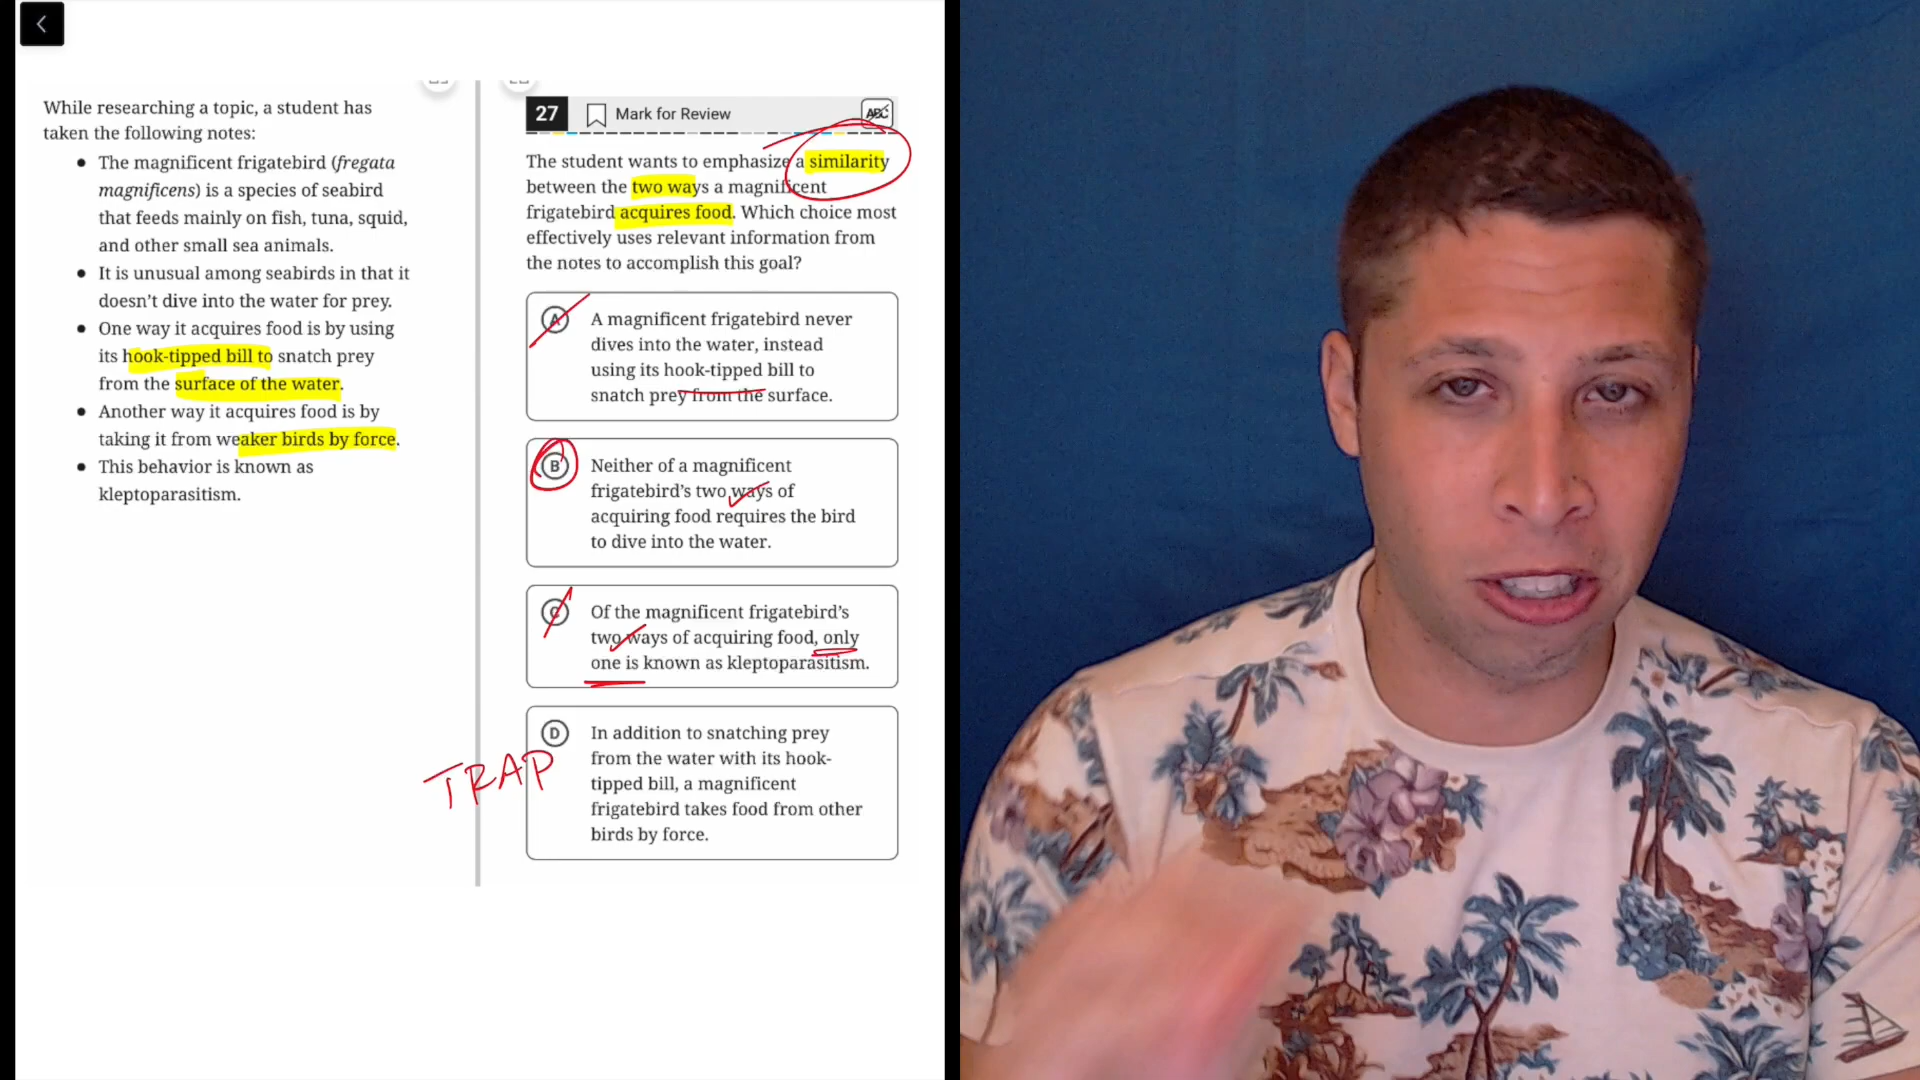 While researching a topic, a student has
taken the following notes:
• The magnificent frigatebird (fregata
magnificens) is a species of seabird
that feeds mainly on fish, tuna, squid,
and other small sea animals.
• It is unusual among seabirds in that it
doesn't dive into the water for prey.
• One way it acquires food is by using
its hook-tipped bill to snatch prey
from the surface of the water.
• Another way it acquires food is by
taking it from weaker birds by force.
• This behavior is known as
kleptoparasitism.
27 Mark for Review ABC
The student wants to emphasize a similarity
between the two ways a magnificent
frigatebird acquires food. Which choice most
effectively uses relevant information from
the notes to accomplish this goal?
A A magnificent frigatebird never
dives into the water, instead
using its hook-tipped bill to
snatch prey from the surface.
B Neither of a magnificent
frigatebird's two ways of
acquiring food requires the bird
to dive into the water.
C Of the magnificent frigatebird's
two ways of acquiring food, only
one is known as kleptoparasitism.
D In addition to snatching prey
from the water with its hook-
tipped bill, a magnificent
frigatebird takes food from other
birds by force.
TRAP